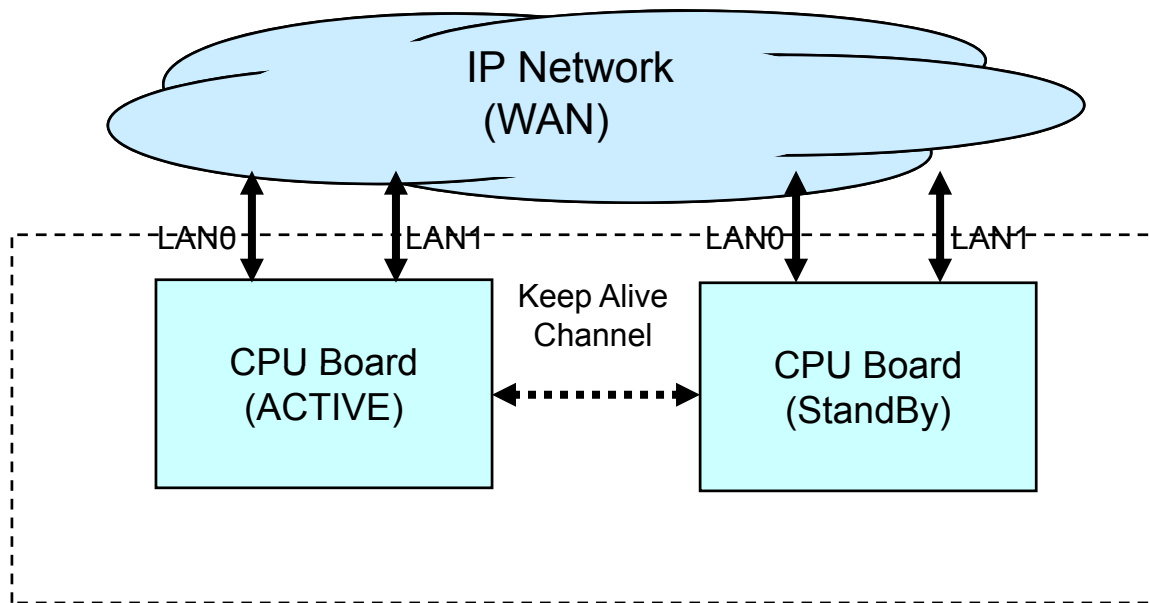 IP Network
(WAN)
LAN0
LAN1
LAN0
LAN1
Keep Alive
Channel
CPU Board
(ACTIVE)
CPU Board
(StandBy)